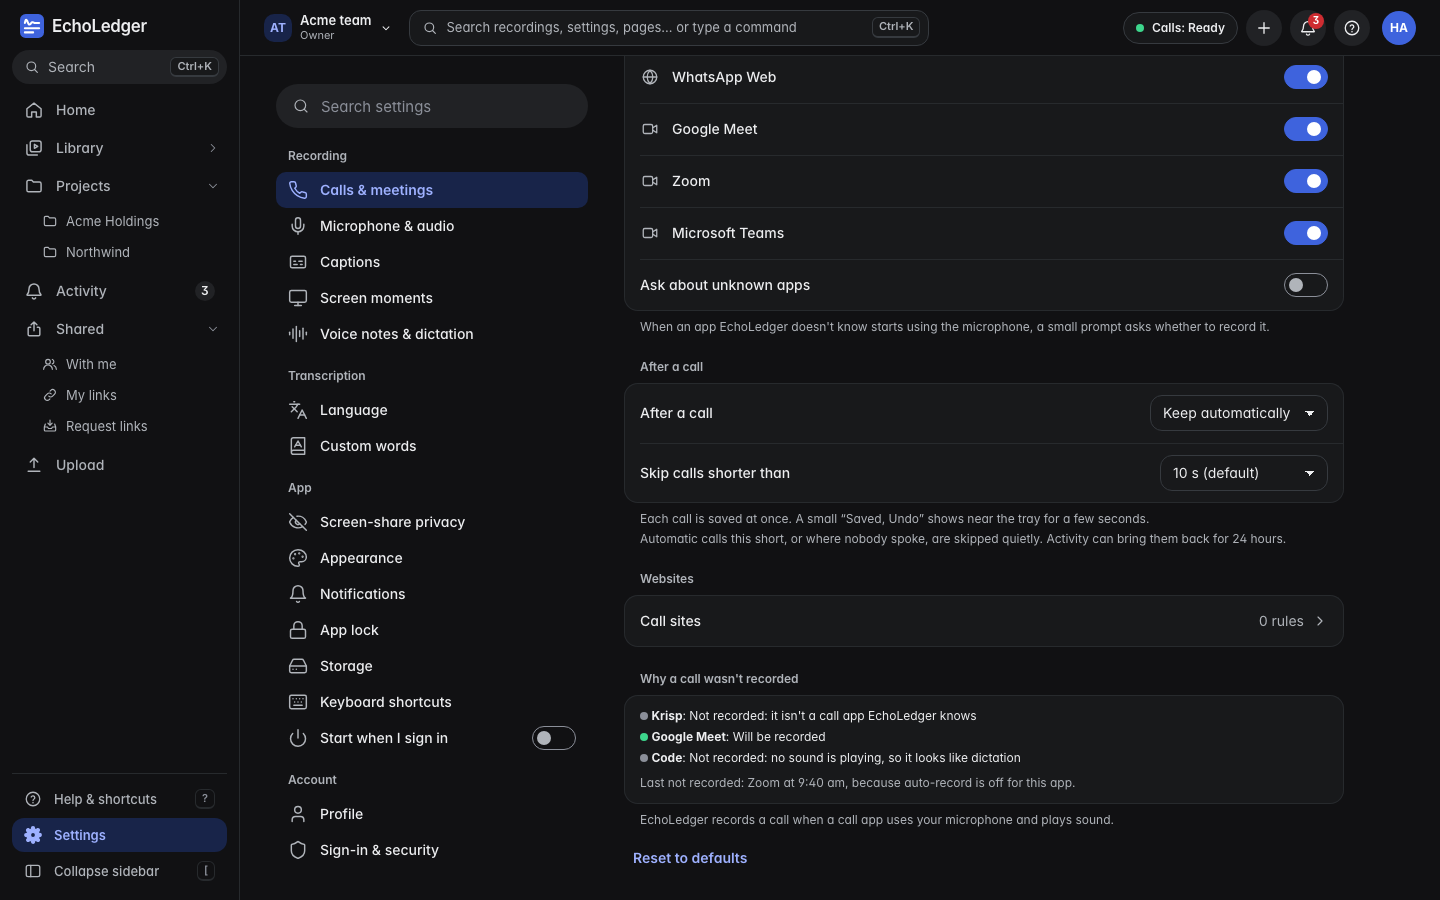 EchoLedger
Search Ctrl+K
Home
Library
Projects
Acme Holdings
Northwind
Activity 3
Shared
With me
My links
Request links
Upload
Help & shortcuts ?
Settings
Collapse sidebar [
AT Acme team
Owner
Search recordings, settings, pages... or type a command Ctrl+K
Calls: Ready
3
HA
Search settings
Recording
Calls & meetings
Microphone & audio
Captions
Screen moments
Voice notes & dictation
Transcription
Language
Custom words
App
Screen-share privacy
Appearance
Notifications
App lock
Storage
Keyboard shortcuts
Start when I sign in
Account
Profile
Sign-in & security
WhatsApp Web
Google Meet
Zoom
Microsoft Teams
Ask about unknown apps
When an app EchoLedger doesn't know starts using the microphone, a small prompt asks whether to record it.
After a call
After a call Keep automatically
Skip calls shorter than 10 s (default)
Each call is saved at once. A small “Saved, Undo” shows near the tray for a few seconds.
Automatic calls this short, or where nobody spoke, are skipped quietly. Activity can bring them back for 24 hours.
Websites
Call sites 0 rules
Why a call wasn't recorded
Krisp: Not recorded: it isn't a call app EchoLedger knows
Google Meet: Will be recorded
Code: Not recorded: no sound is playing, so it looks like dictation
Last not recorded: Zoom at 9:40 am, because auto-record is off for this app.
EchoLedger records a call when a call app uses your microphone and plays sound.
Reset to defaults